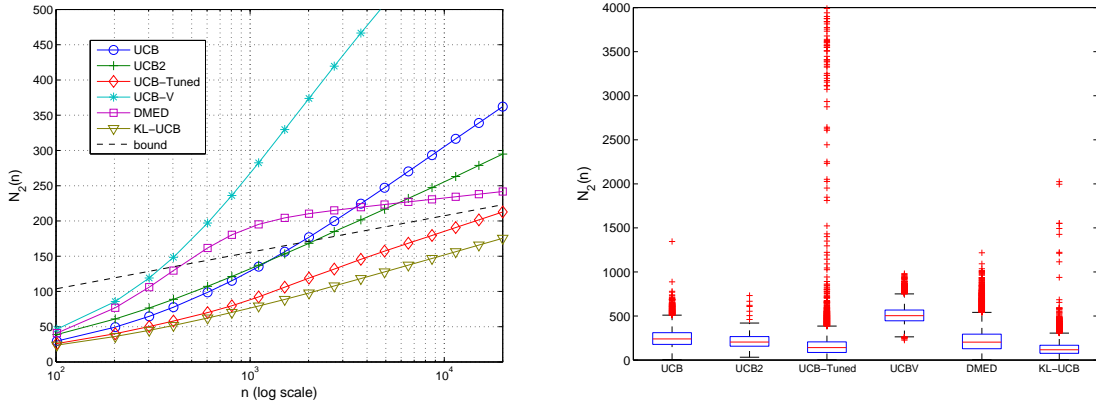 500
450
400
350
300
250
200
150
100
50
0
N2(n)
UCB
UCB2
UCB−Tuned
UCB−V
DMED
KL−UCB
bound
10^2
10^3
10^4
n (log scale)
4000
3500
3000
2500
2000
1500
1000
500
0
N2(n)
UCB
UCB2
UCB−Tuned
UCBV
DMED
KL−UCB